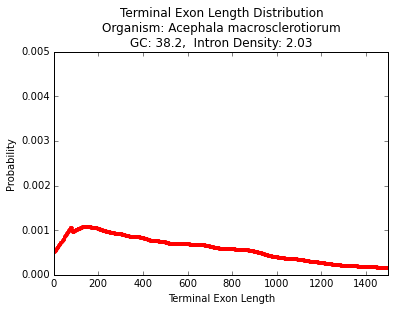 Terminal Exon Length Distribution
Organism: Acephala macrosclerotiorum
GC: 38.2,  Intron Density: 2.03
0.005
0.004
0.003
0.002
0.001
0.000
Probability
0 200 400 600 800 1000 1200 1400
Terminal Exon Length